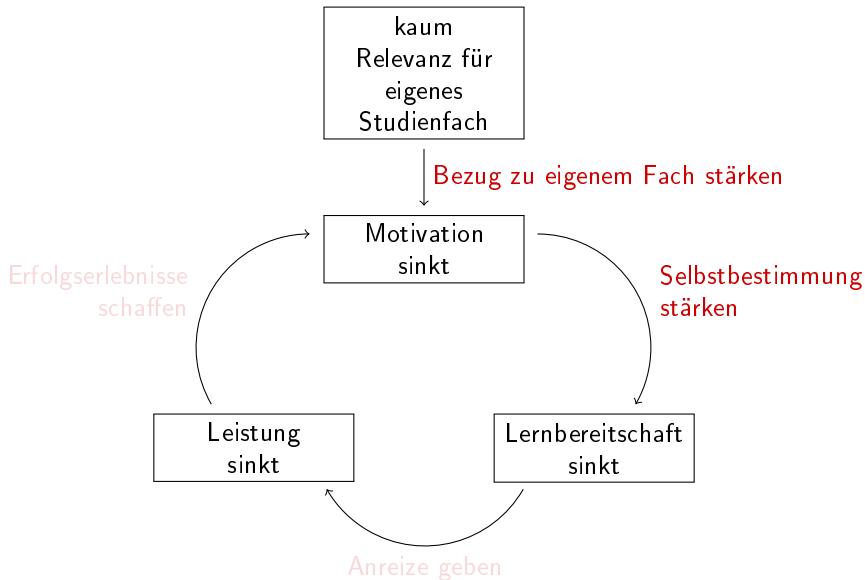 kaum
Relevanz für
eigenes
Studienfach
Bezug zu eigenem Fach stärken
Motivation
sinkt
Erfolgserlebnisse
schaffen
Selbstbestimmung
stärken
Leistung
sinkt
Lernbereitschaft
sinkt
Anreize geben